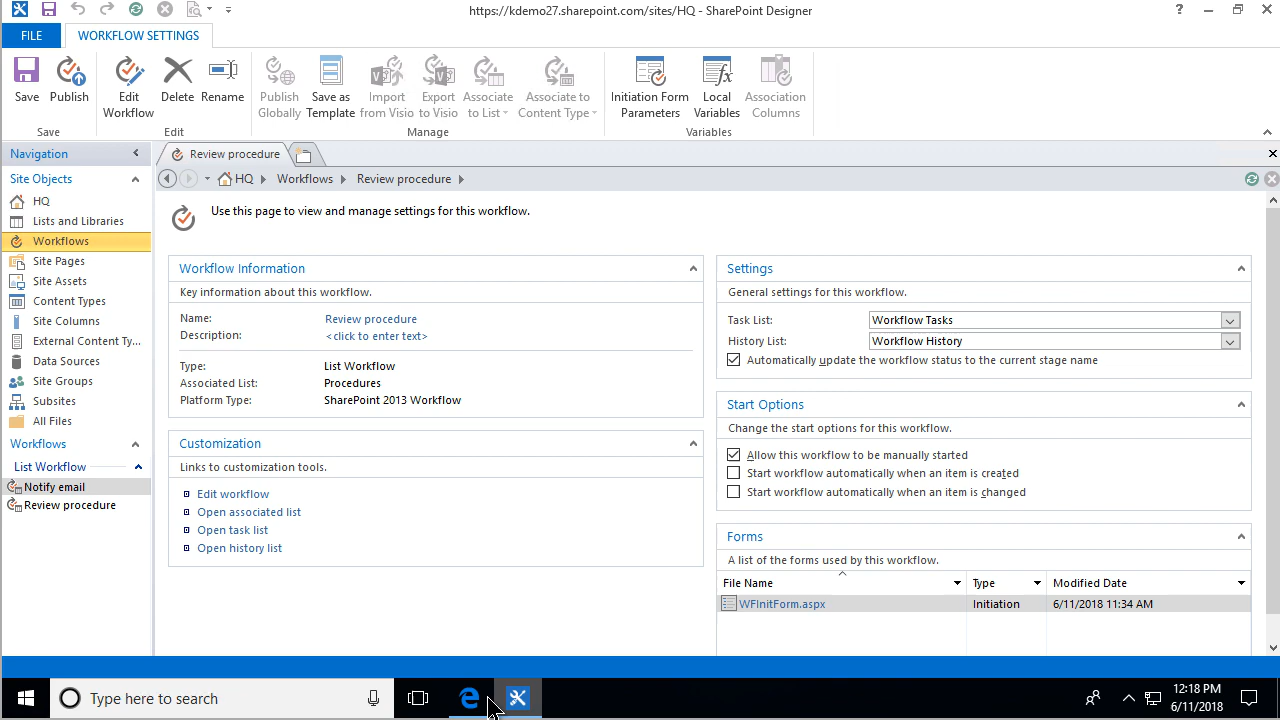 https://kdemo27.sharepoint.com/sites/HQ - SharePoint Designer
FILE
WORKFLOW SETTINGS
Save
Publish
Edit
Workflow
Delete
Rename
Publish
Globally
Save as
Template
Import
from Visio
Export
to Visio
Associate
to List
Associate to
Content Type
Initiation Form
Parameters
Local
Variables
Association
Columns
Save
Edit
Manage
Variables
Navigation
Site Objects
HQ
Lists and Libraries
Workflows
Site Pages
Site Assets
Content Types
Site Columns
External Content Ty...
Data Sources
Site Groups
Subsites
All Files
Workflows
List Workflow
Notify email
Review procedure
Review procedure
HQ
Workflows
Review procedure
Use this page to view and manage settings for this workflow.
Workflow Information
Key information about this workflow.
Name: Review procedure
Description: <click to enter text>
Type: List Workflow
Associated List: Procedures
Platform Type: SharePoint 2013 Workflow
Customization
Links to customization tools.
Edit workflow
Open associated list
Open task list
Open history list
Settings
General settings for this workflow.
Task List: Workflow Tasks
History List: Workflow History
Automatically update the workflow status to the current stage name
Start Options
Change the start options for this workflow.
Allow this workflow to be manually started
Start workflow automatically when an item is created
Start workflow automatically when an item is changed
Forms
A list of the forms used by this workflow.
File Name Type Modified Date
WFInitForm.aspx Initiation 6/11/2018 11:34 AM
Type here to search
12:18 PM
6/11/2018